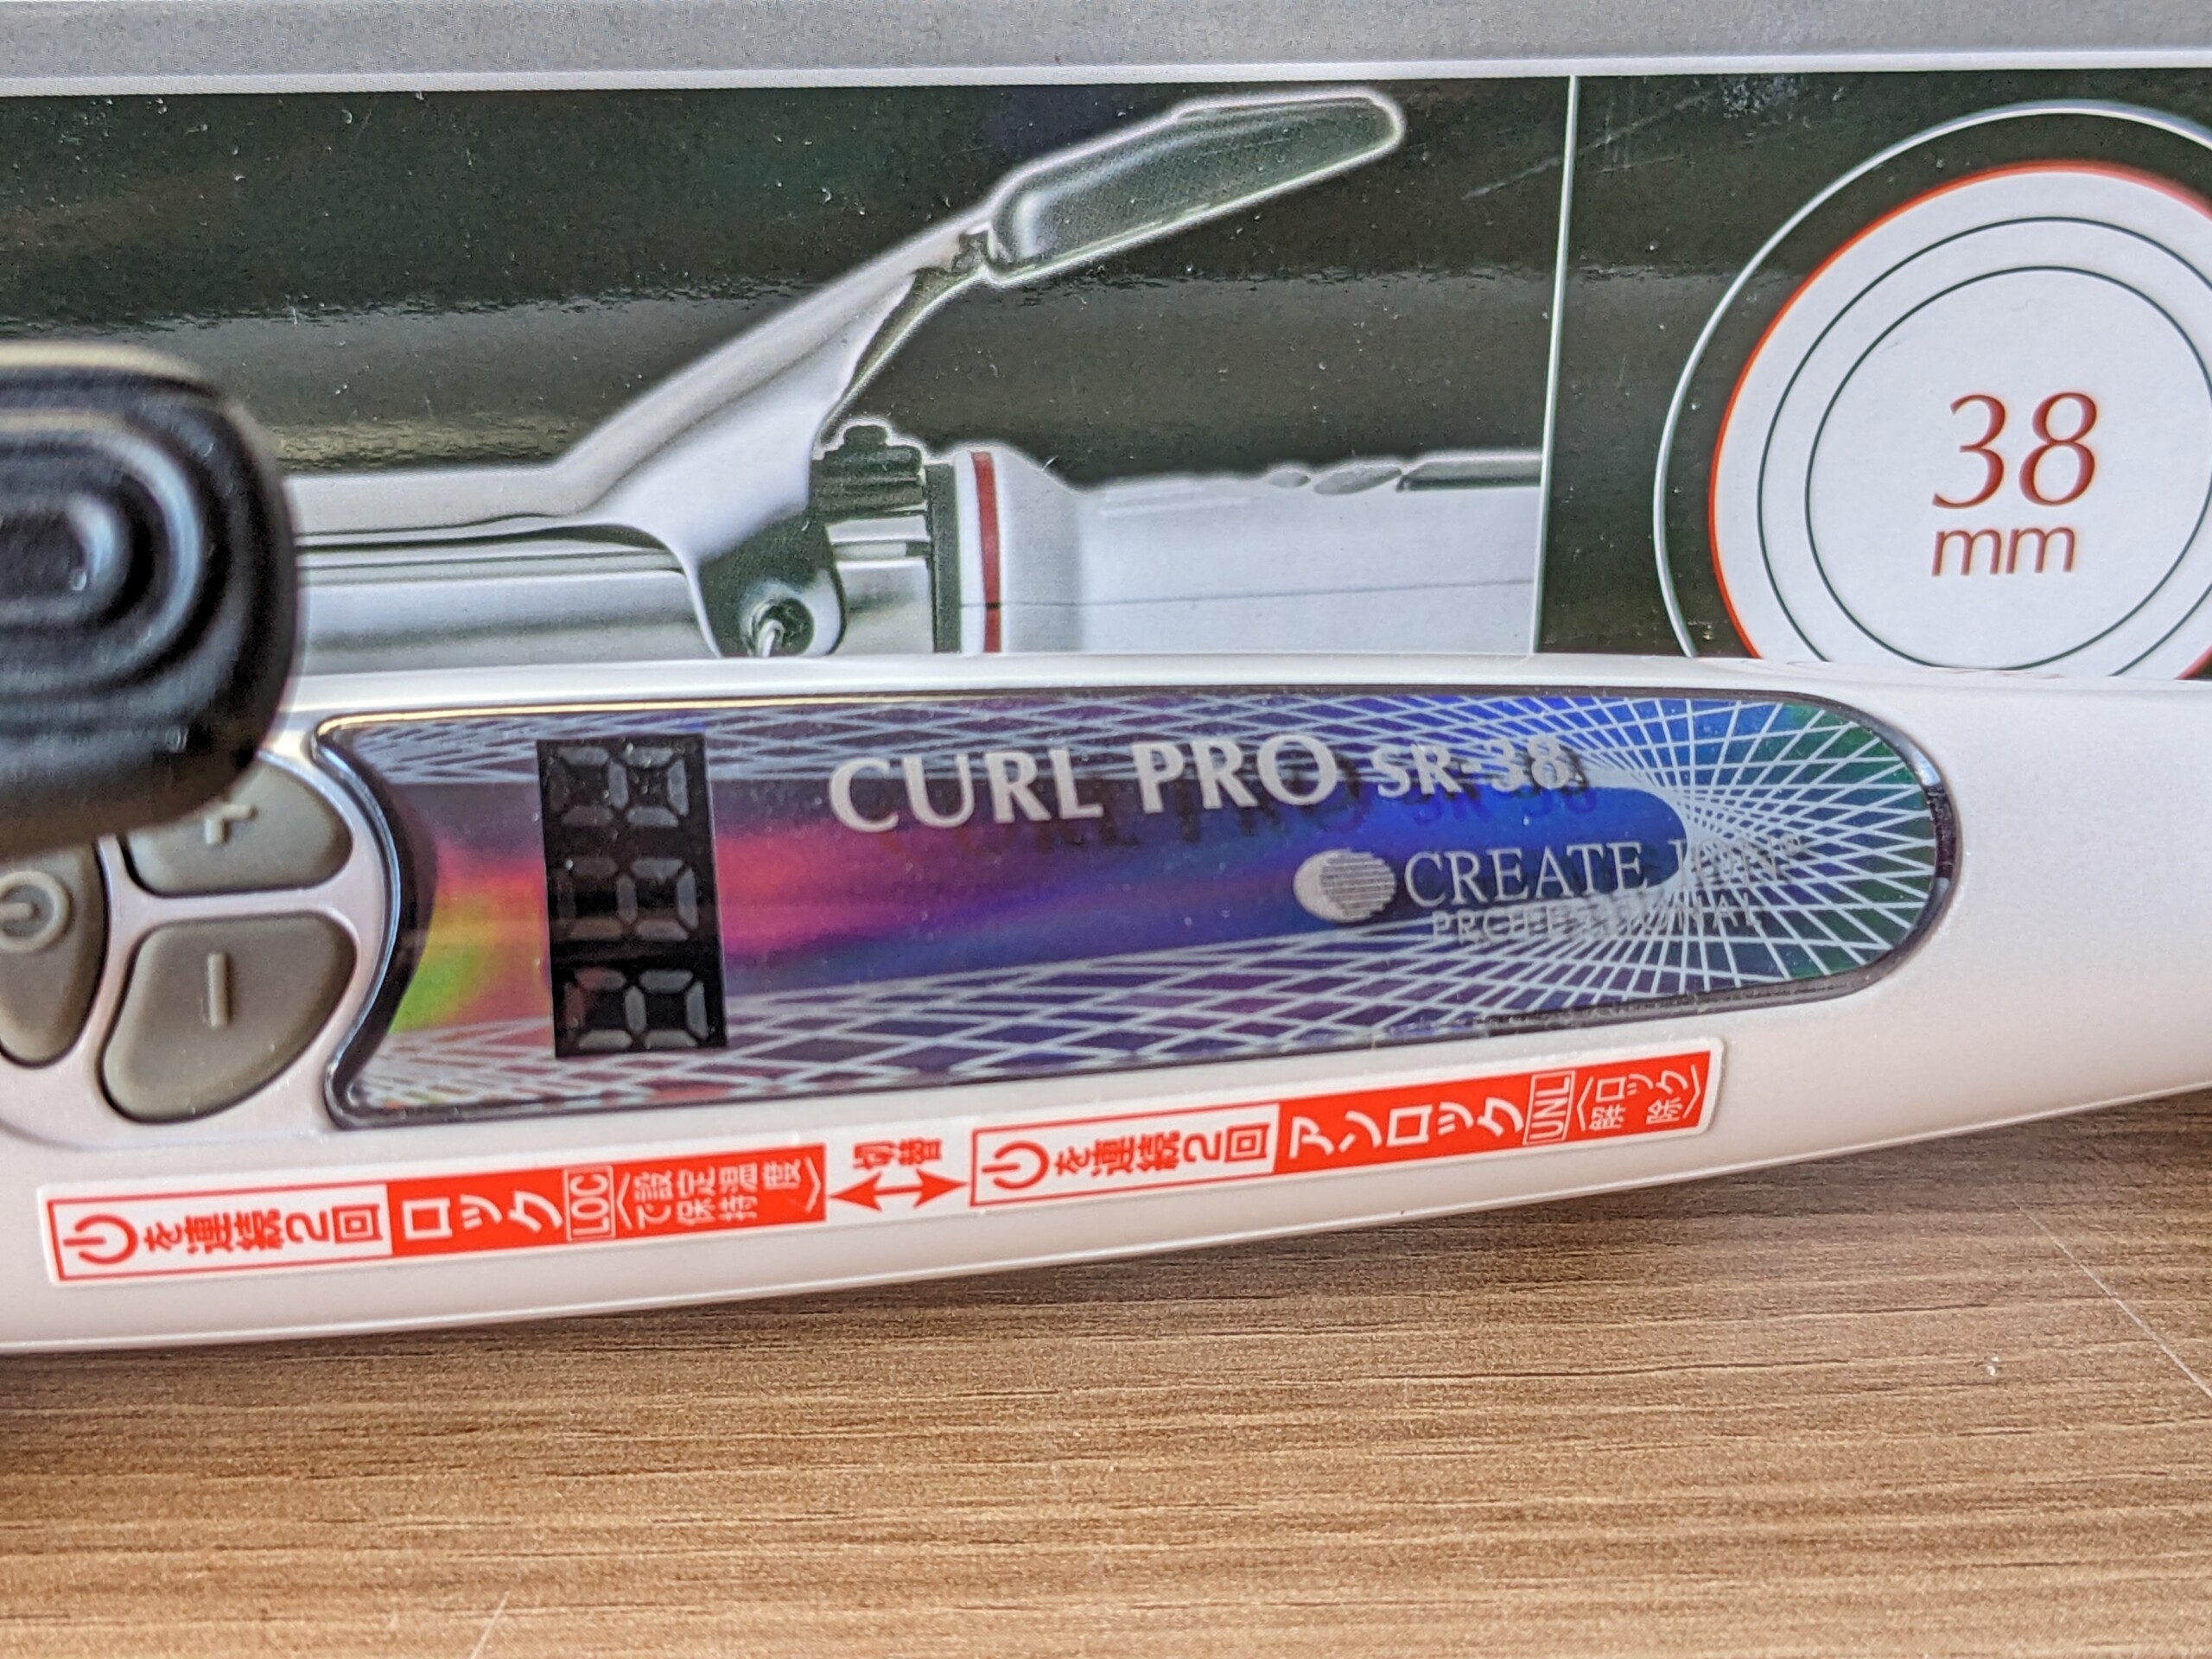 38
mm
CURL PRO SR-38
CREATE ION
PROFESSIONAL
を連続2回
ロック
LOC
〈設定温度
で保持〉
切替
を連続2回
アンロック
UNL
〈ロック
解除〉